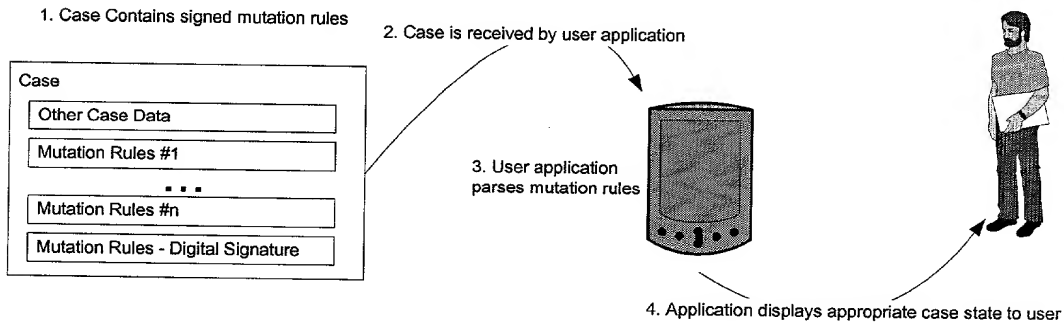 1. Case Contains signed mutation rules
2. Case is received by user application
Case
Other Case Data
Mutation Rules #1
...
Mutation Rules #n
Mutation Rules - Digital Signature
3. User application
parses mutation rules
4. Application displays appropriate case state to user